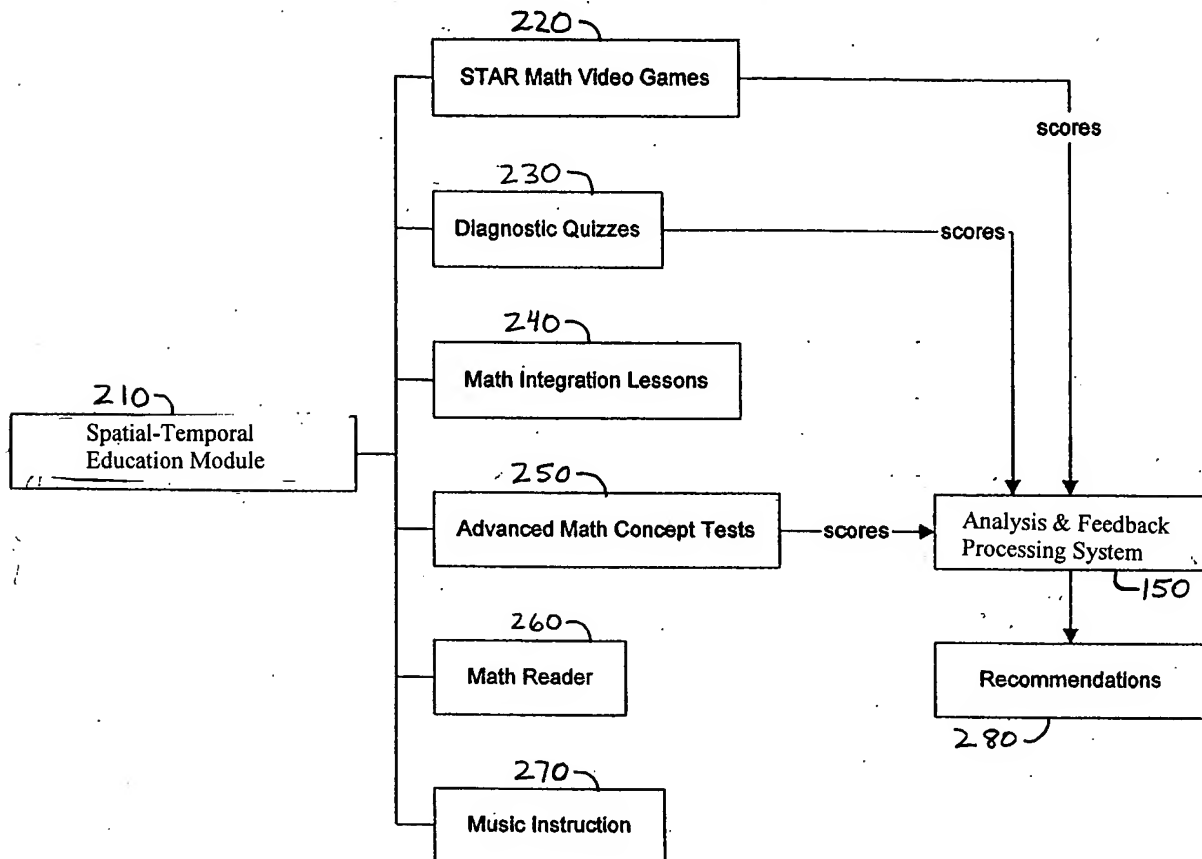 220
STAR Math Video Games
scores
230
Diagnostic Quizzes
scores
240
Math Integration Lessons
210
Spatial-Temporal
Education Module
250
Advanced Math Concept Tests
scores
Analysis & Feedback
Processing System
150
260
Math Reader
Recommendations
280
270
Music Instruction